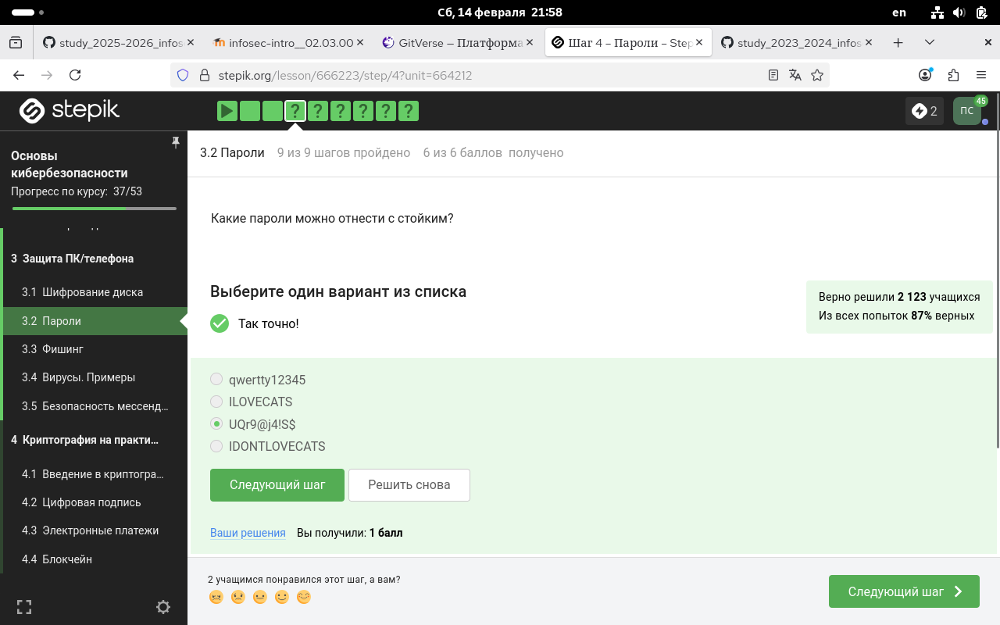 Сб, 14 февраля 21:58
en
study_2025-2026_infos
infosec-intro__02.03.00
GitVerse — Платформа
Шаг 4 – Пароли – Step
study_2023_2024_infos
stepik.org/lesson/666223/step/4?unit=664212
stepik
? ? ? ? ? ?
2
ПС
45
Основы
кибербезопасности
Прогресс по курсу: 37/53
3 Защита ПК/телефона
3.1 Шифрование диска
3.2 Пароли
3.3 Фишинг
3.4 Вирусы. Примеры
3.5 Безопасность мессенд...
4 Криптография на практи...
4.1 Введение в криптогра...
4.2 Цифровая подпись
4.3 Электронные платежи
4.4 Блокчейн
3.2 Пароли 9 из 9 шагов пройдено 6 из 6 баллов получено
Какие пароли можно отнести с стойким?
Выберите один вариант из списка
Так точно!
Верно решили 2 123 учащихся
Из всех попыток 87% верных
qwertty12345
ILOVECATS
UQr9@j4!S$
IDONTLOVECATS
Следующий шаг
Решить снова
Ваши решения Вы получили: 1 балл
2 учащимся понравился этот шаг, а вам?
Следующий шаг